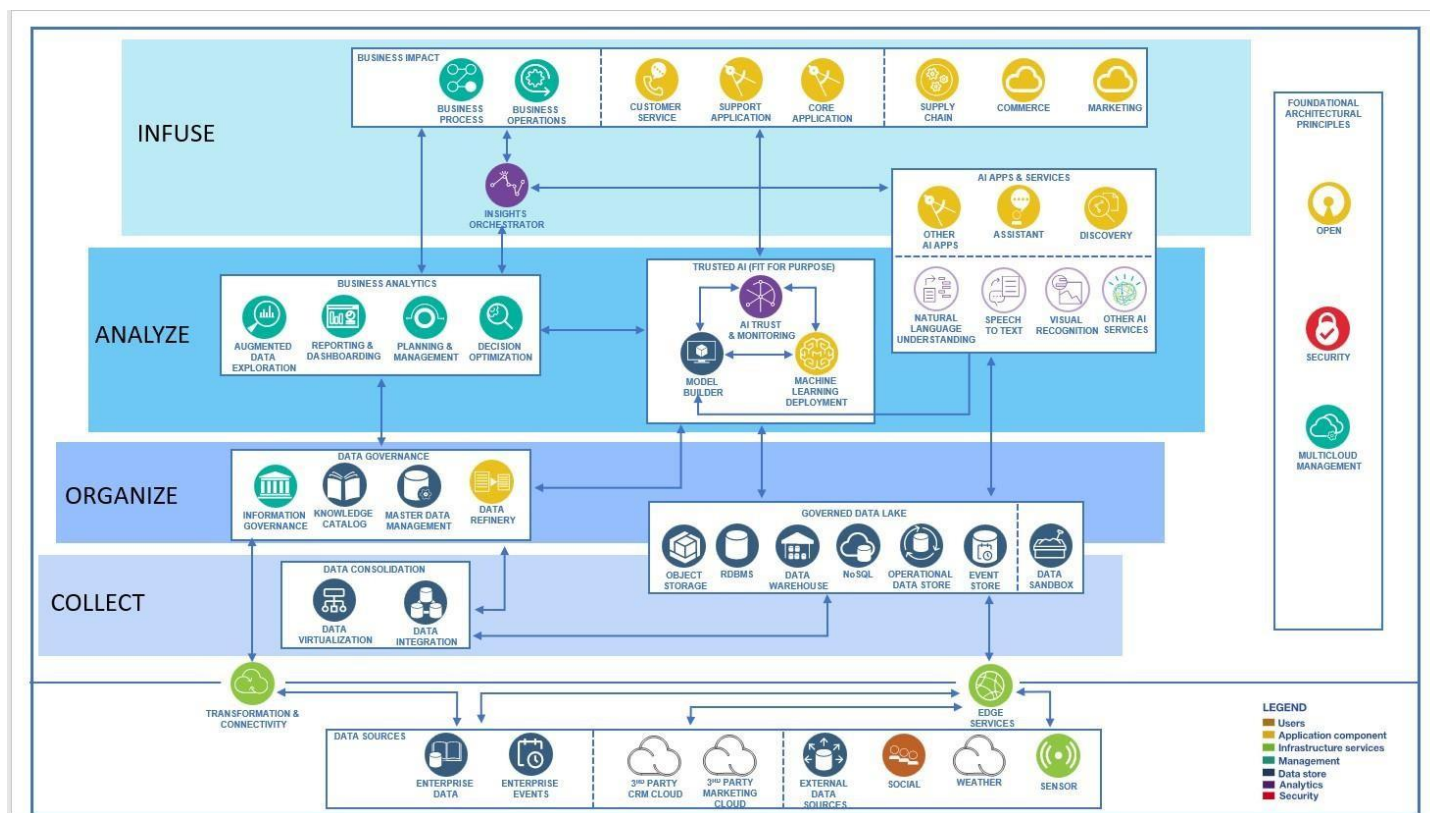 BUSINESS IMPACT
BUSINESS
PROCESS
BUSINESS
OPERATIONS
CUSTOMER
SERVICE
SUPPORT
APPLICATION
CORE
APPLICATION
SUPPLY
CHAIN
COMMERCE
MARKETING
INFUSE
INSIGHTS
ORCHESTRATOR
AI APPS & SERVICES
OTHER
AI APPS
ASSISTANT
DISCOVERY
NATURAL
LANGUAGE
UNDERSTANDING
SPEECH
TO TEXT
VISUAL
RECOGNITION
OTHER AI
SERVICES
ANALYZE
BUSINESS ANALYTICS
AUGMENTED
DATA
EXPLORATION
REPORTING &
DASHBOARDING
PLANNING &
MANAGEMENT
DECISION
OPTIMIZATION
TRUSTED AI (FIT FOR PURPOSE)
AI TRUST
& MONITORING
MODEL
BUILDER
MACHINE
LEARNING
DEPLOYMENT
ORGANIZE
DATA GOVERNANCE
INFORMATION
GOVERNANCE
KNOWLEDGE
CATALOG
MASTER DATA
MANAGEMENT
DATA
REFINERY
GOVERNED DATA LAKE
OBJECT
STORAGE
RDBMS
DATA
WAREHOUSE
NoSQL
OPERATIONAL
DATA STORE
EVENT
STORE
DATA
SANDBOX
COLLECT
DATA CONSOLIDATION
DATA
VIRTUALIZATION
DATA
INTEGRATION
TRANSFORMATION &
CONNECTIVITY
EDGE
SERVICES
DATA SOURCES
ENTERPRISE
DATA
ENTERPRISE
EVENTS
3RD PARTY
CRM CLOUD
3RD PARTY
MARKETING
CLOUD
EXTERNAL
DATA
SOURCES
SOCIAL
WEATHER
SENSOR
FOUNDATIONAL
ARCHITECTURAL
PRINCIPLES
OPEN
SECURITY
MULTICLOUD
MANAGEMENT
LEGEND
Users
Application component
Infrastructure services
Management
Data store
Analytics
Security